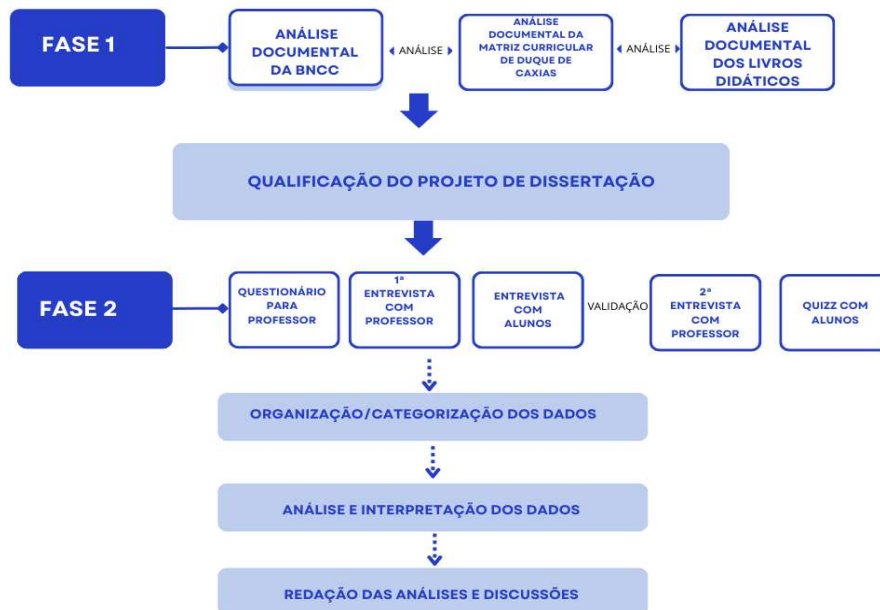 FASE 1
ANÁLISE
DOCUMENTAL
DA BNCC
ANÁLISE
ANÁLISE
DOCUMENTAL DA
MATRIZ CURRICULAR
DE DUQUE DE
CAXIAS
ANÁLISE
ANÁLISE
DOCUMENTAL
DOS LIVROS
DIDÁTICOS
QUALIFICAÇÃO DO PROJETO DE DISSERTAÇÃO
FASE 2
QUESTIONÁRIO
PARA
PROFESSOR
1ª
ENTREVISTA
COM
PROFESSOR
ENTREVISTA
COM
ALUNOS
VALIDAÇÃO
2ª
ENTREVISTA
COM
PROFESSOR
QUIZZ COM
ALUNOS
ORGANIZAÇÃO/CATEGORIZAÇÃO DOS DADOS
ANÁLISE E INTERPRETAÇÃO DOS DADOS
REDAÇÃO DAS ANÁLISES E DISCUSSÕES